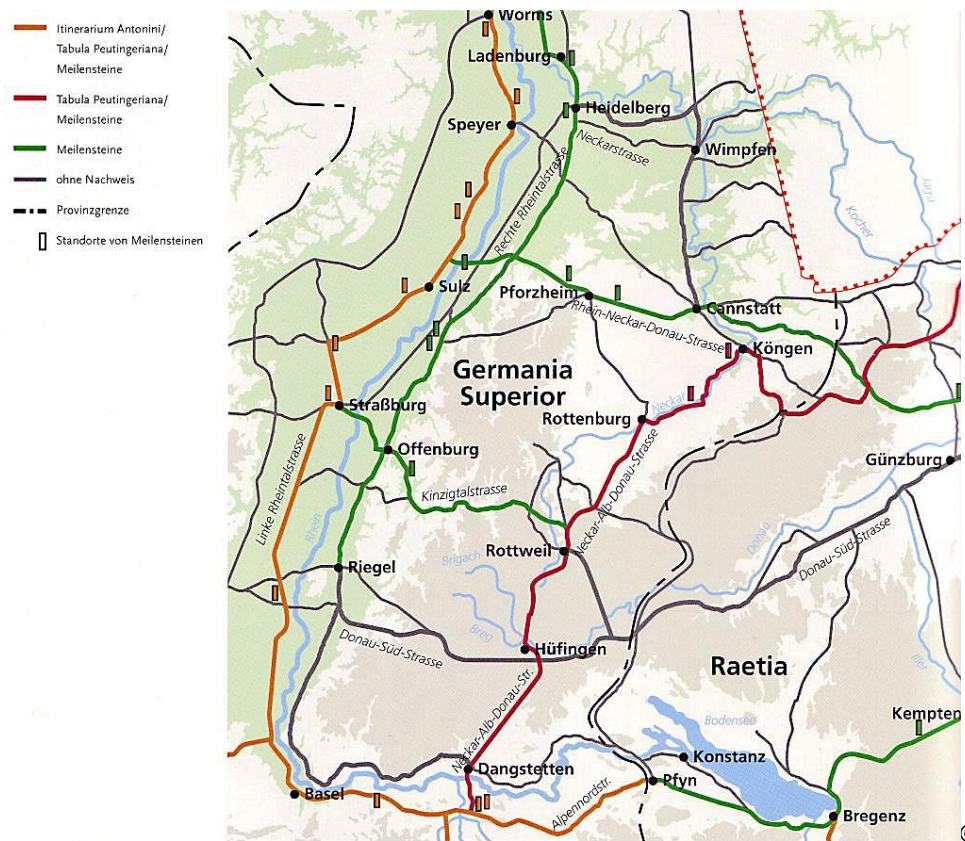 Itinerarium Antonini/
Tabula Peutingeriana/
Meilensteine
Tabula Peutingeriana/
Meilensteine
Meilensteine
ohne Nachweis
Provinzgrenze
Standorte von Meilensteinen
Worms
Ladenburg
Heidelberg
Speyer
Neckarstrasse
Wimpfen
Rechte Rheintalstrasse
Jagst
Kocher
Sulz
Pforzheim
Cannstatt
Rhein-Neckar-Donau-Strasse
Köngen
Germania
Superior
Neckar
Straßburg
Rottenburg
Offenburg
Günzburg
Linke Rheintalstrasse
Kinzigtalstrasse
Neckar-Alb-Donau-Strasse
Rhein
Donau
Rottweil
Brigach
Donau-Süd-Strasse
Riegel
Breg
Donau-Süd-Strasse
Hüfingen
Raetia
Iller
Neckar-Alb-Donau-Str.
Bodensee
Kempten
Konstanz
Dangstetten
Pfyn
Basel
Alpennordstr.
Bregenz